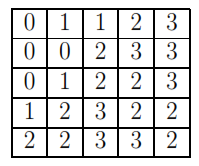 0 1 1 2 3
0 0 2 3 3
0 1 2 2 3
1 2 3 2 2
2 2 3 3 2